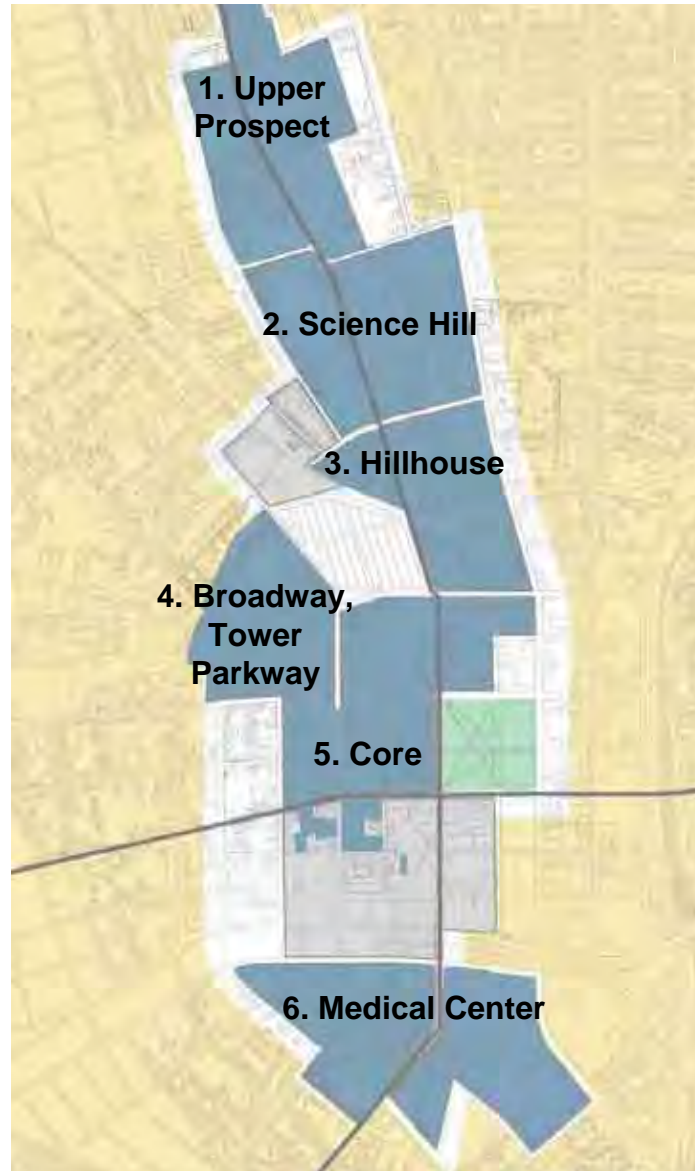 1. Upper
Prospect
2. Science Hill
3. Hillhouse
4. Broadway,
Tower
Parkway
5. Core
6. Medical Center